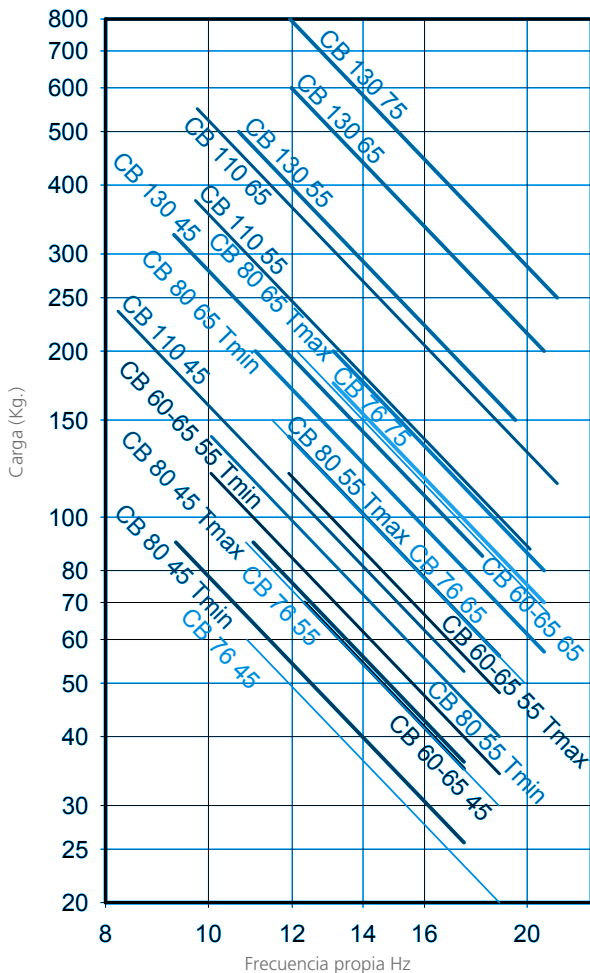 800
700
600
500
400
300
250
200
150
100
80
70
60
50
40
30
25
20
Carga (Kg.)
8
10
12
14
16
20
Frecuencia propia Hz
CB 130 75
CB 130 65
CB 130 55
CB 110 65
CB 130 45
CB 110 55
CB 80 65 Tmax
CB 80 65 Tmin
CB 76 75
CB 110 45
CB 60-65 55 Tmin
CB 80 55 Tmax
CB 76 65
CB 60-65 65
CB 80 45 Tmax
CB 76 55
CB 60-65 55 Tmax
CB 80 45 Tmin
CB 76 45
CB 80 55 Tmin
CB 60-65 45